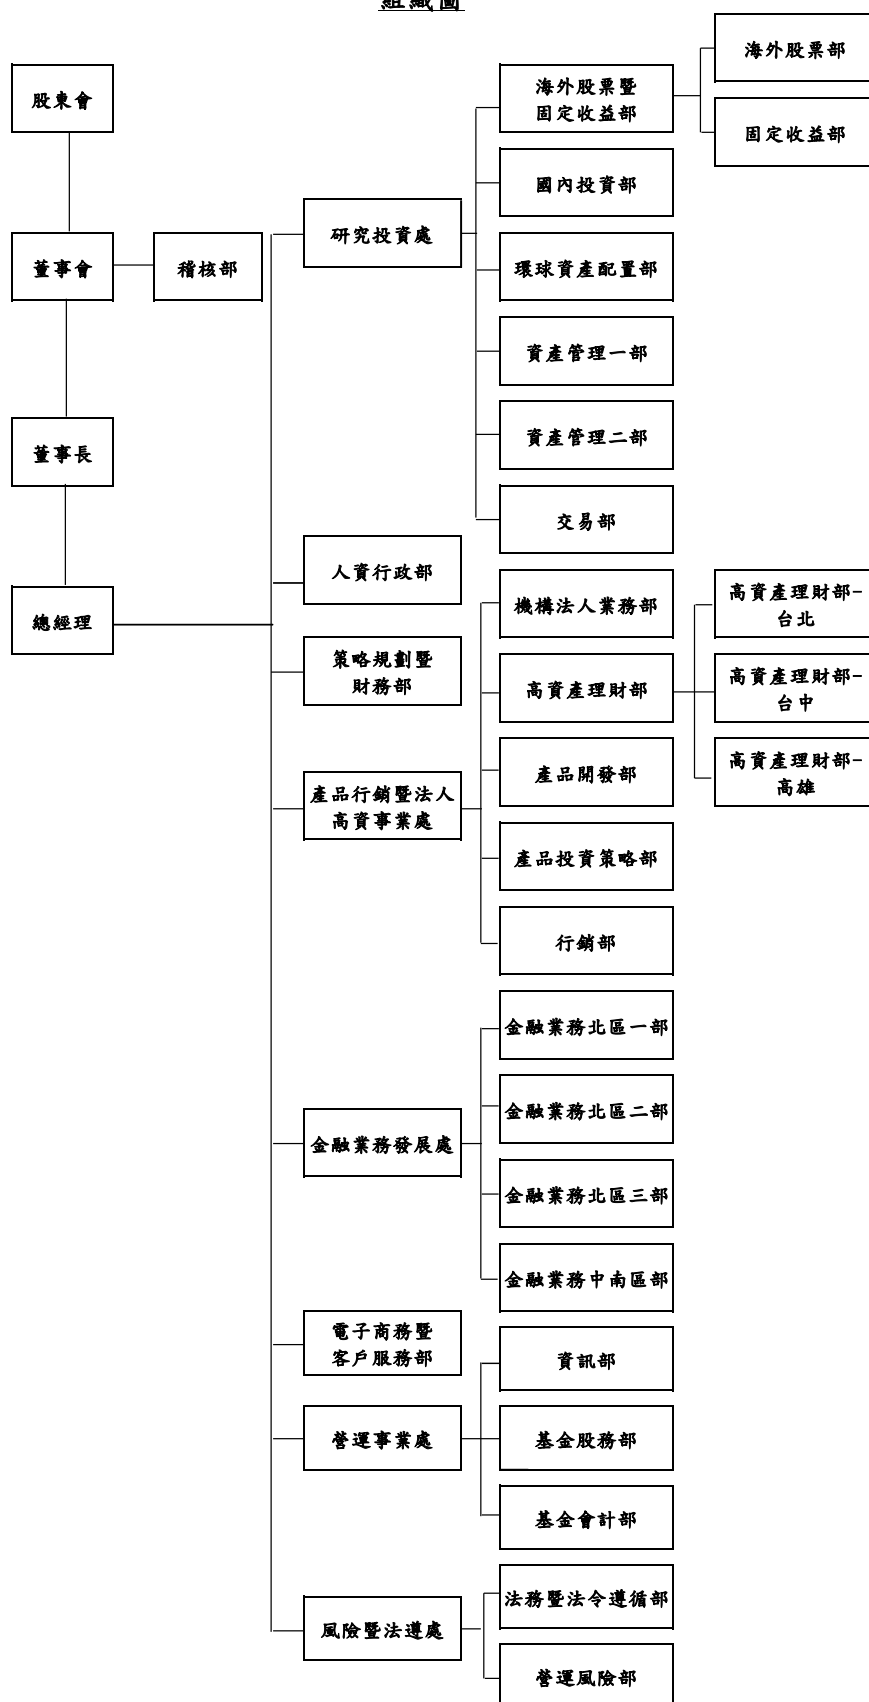 組織圖
股東會
董事會
稽核部
董事長
總經理
研究投資處
海外股票暨
固定收益部
海外股票部
固定收益部
國內投資部
環球資產配置部
資產管理一部
資產管理二部
交易部
人資行政部
策略規劃暨
財務部
產品行銷暨法人
高資事業處
機構法人業務部
高資產理財部
高資產理財部-
台北
高資產理財部-
台中
高資產理財部-
高雄
產品開發部
產品投資策略部
行銷部
金融業務發展處
金融業務北區一部
金融業務北區二部
金融業務北區三部
金融業務中南區部
電子商務暨
客戶服務部
營運事業處
資訊部
基金股務部
基金會計部
風險暨法遵處
法務暨法令遵循部
營運風險部